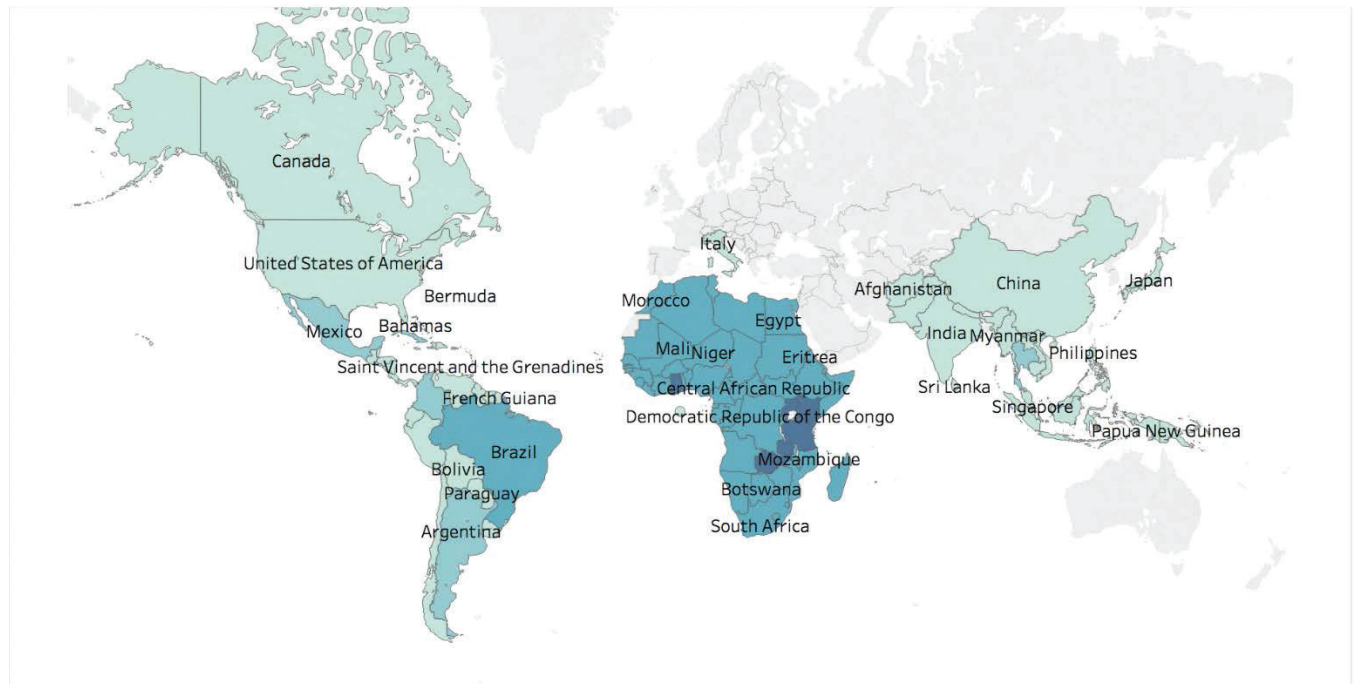 Canada
Italy
United States of America
Afghanistan
China
Japan
Bermuda
Morocco
Egypt
Mexico
Bahamas
India
Myanmar
Mali
Niger
Eritrea
Philippines
Saint Vincent and the Grenadines
Central African Republic
Sri Lanka
French Guiana
Singapore
Democratic Republic of the Congo
Papua New Guinea
Brazil
Mozambique
Bolivia
Paraguay
Botswana
Argentina
South Africa